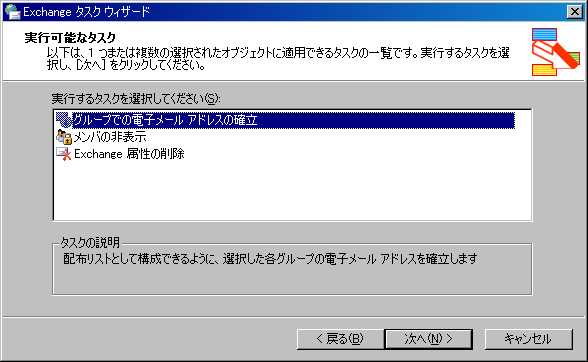 Exchange タスク ウィザード
実行可能なタスク
以下は、1 つまたは複数の選択されたオブジェクトに適用できるタスクの一覧です。実行するタスクを選
択し、[次へ] をクリックしてください。
実行するタスクを選択してください(S):
グループでの電子メール アドレスの確立
メンバの非表示
Exchange 属性の削除
タスクの説明
配布リストとして構成できるように、選択した各グループの電子メール アドレスを確立します
< 戻る(B)
次へ(N) >
キャンセル